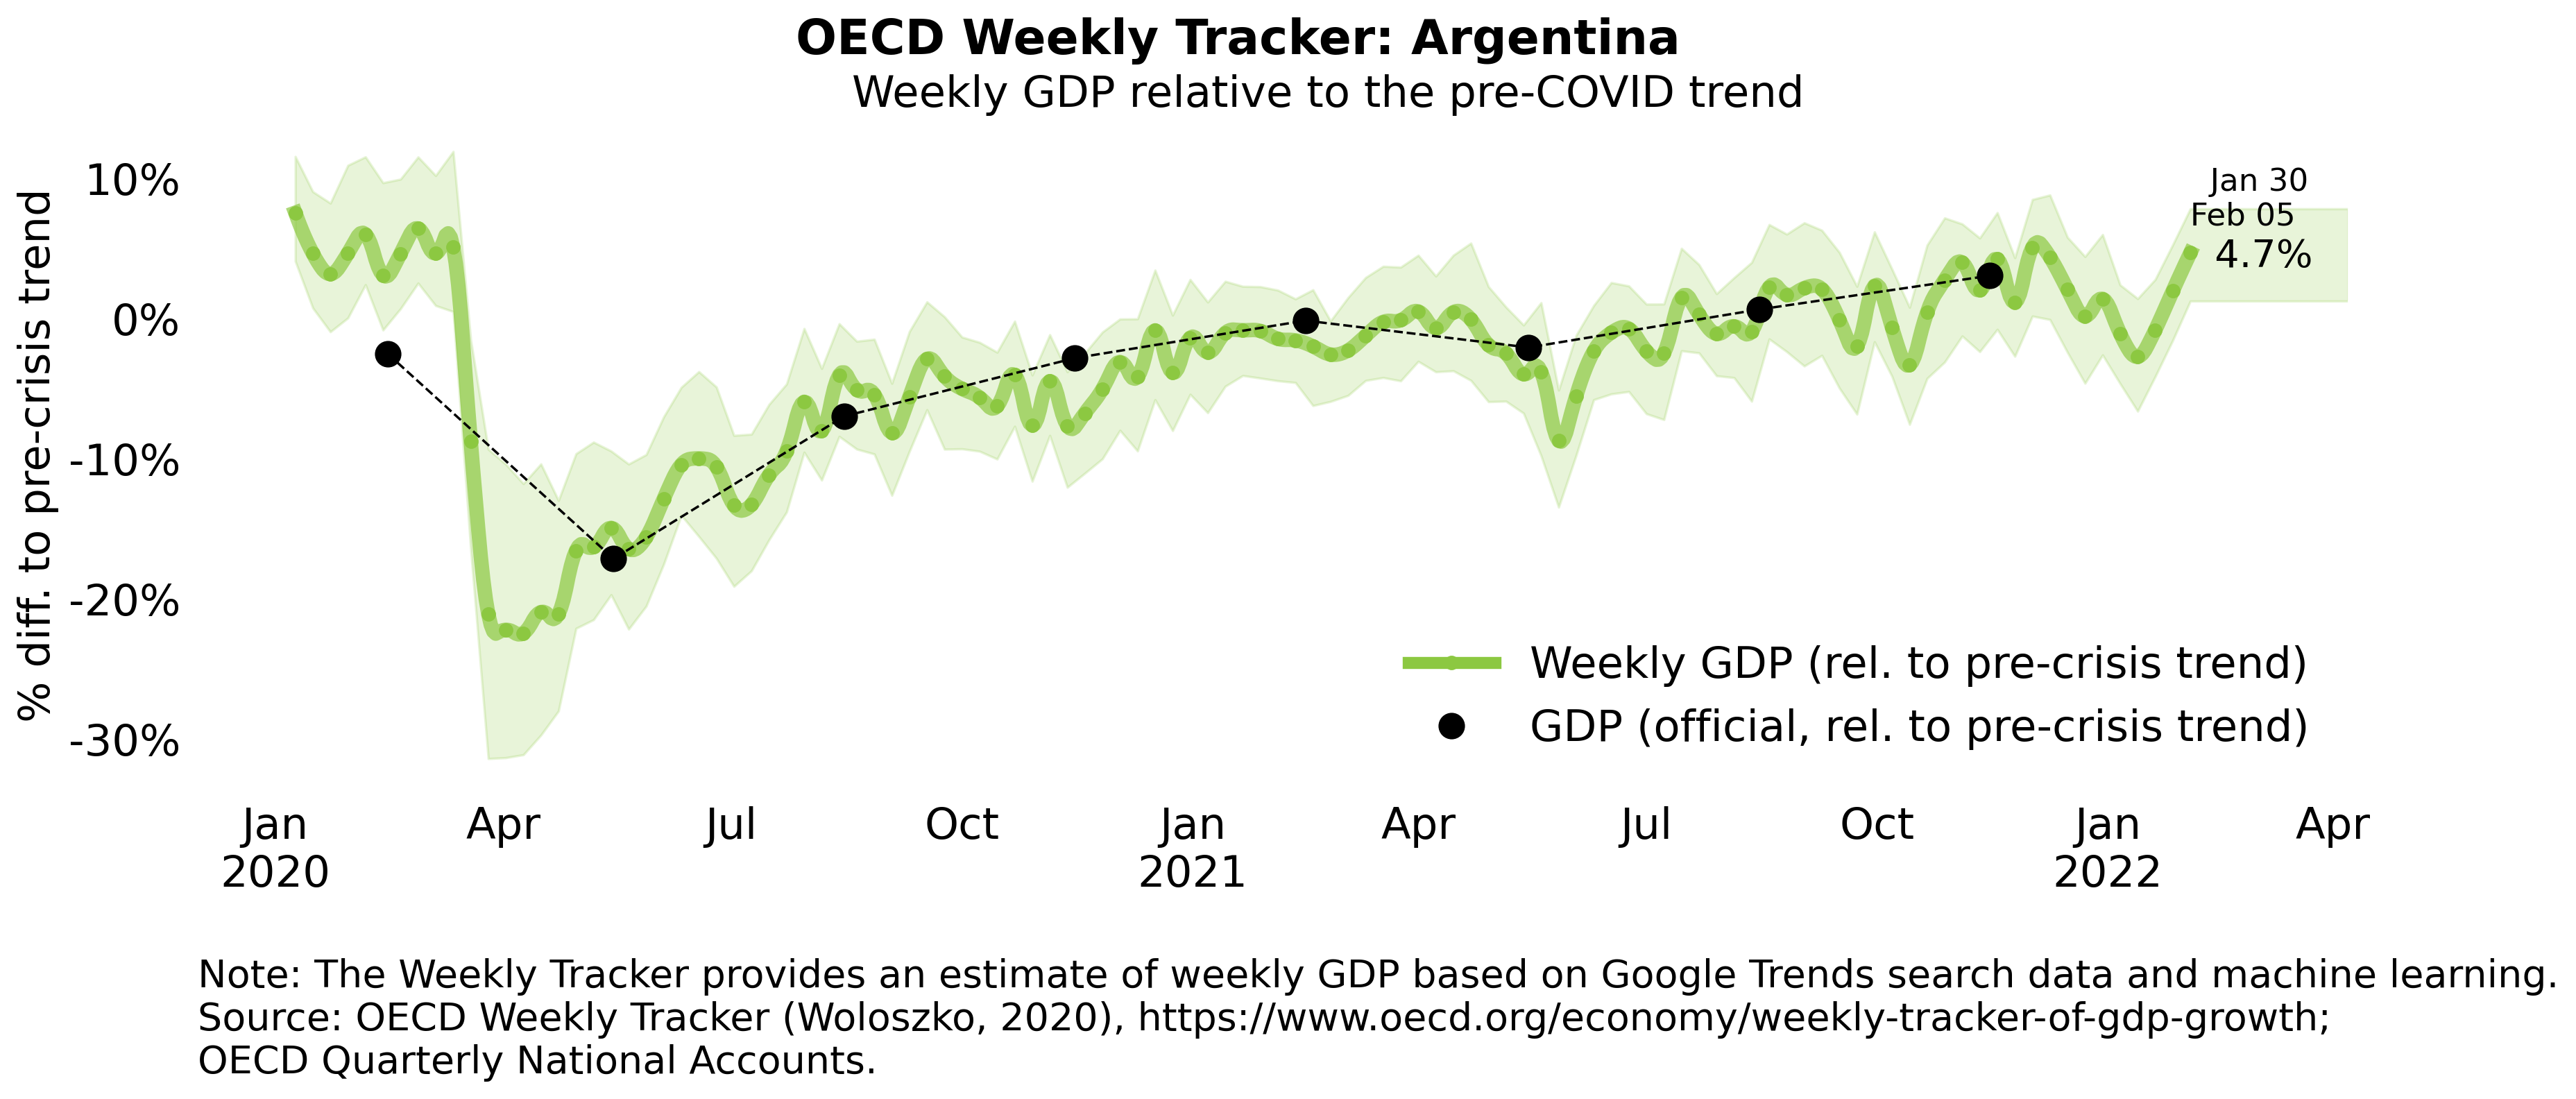 OECD Weekly Tracker: Argentina
Weekly GDP relative to the pre-COVID trend
% diff. to pre-crisis trend
10%
0%
-10%
-20%
-30%
Jan 30
Feb 05
4.7%
Weekly GDP (rel. to pre-crisis trend)
GDP (official, rel. to pre-crisis trend)
Jan Apr Jul Oct Jan Apr Jul Oct Jan Apr
2020 2021 2022
Note: The Weekly Tracker provides an estimate of weekly GDP based on Google Trends search data and machine learning.
Source: OECD Weekly Tracker (Woloszko, 2020), https://www.oecd.org/economy/weekly-tracker-of-gdp-growth;
OECD Quarterly National Accounts.